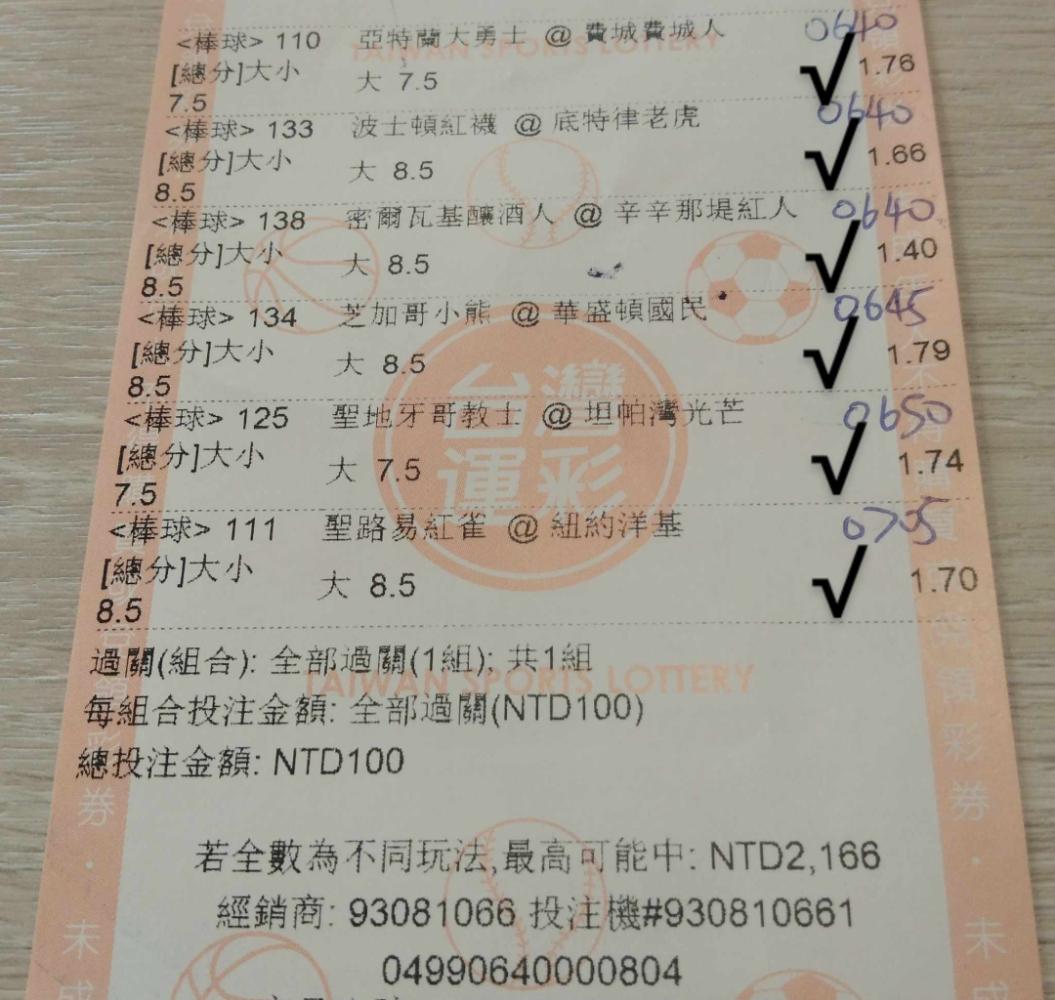 <棒球> 110 亞特蘭大勇士 @ 費城費城人 0640
[總分]大小 大 7.5 √ 1.76
7.5
<棒球> 133 波士頓紅襪 @ 底特律老虎 0640
[總分]大小 大 8.5 √ 1.66
8.5
<棒球> 138 密爾瓦基釀酒人 @ 辛辛那堤紅人 0640
[總分]大小 大 8.5 √ 1.40
8.5
<棒球> 134 芝加哥小熊 @ 華盛頓國民 0645
[總分]大小 大 8.5 √ 1.79
8.5
<棒球> 125 聖地牙哥教士 @ 坦帕灣光芒 0650
[總分]大小 大 7.5 √ 1.74
7.5
<棒球> 111 聖路易紅雀 @ 紐約洋基 0705
[總分]大小 大 8.5 √ 1.70
8.5
台灣
運彩
過關(組合): 全部過關(1組); 共1組
TAIWAN SPORTS LOTTERY
每組合投注金額: 全部過關(NTD100)
總投注金額: NTD100
若全數為不同玩法,最高可能中: NTD2,166
經銷商: 93081066 投注機#930810661
04990640000804